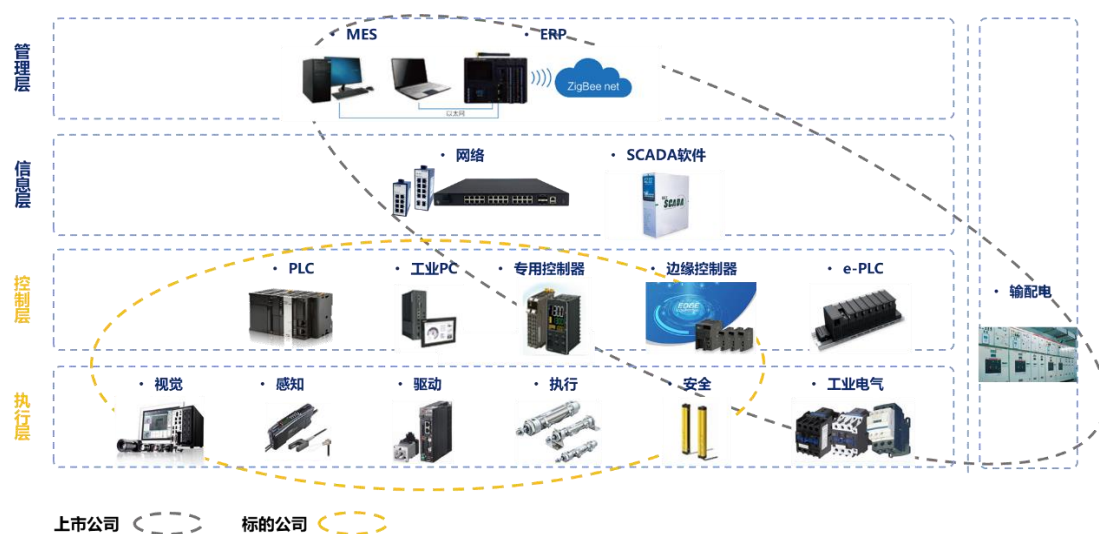 管理层
· MES
· ERP
ZigBee net
以太网
信息层
· 网络
· SCADA软件
SCADA
控制层
· PLC
· 工业PC
· 专用控制器
· 边缘控制器
· e-PLC
· 输配电
EDGE
执行层
· 视觉
· 感知
· 驱动
· 执行
· 安全
· 工业电气
上市公司
标的公司